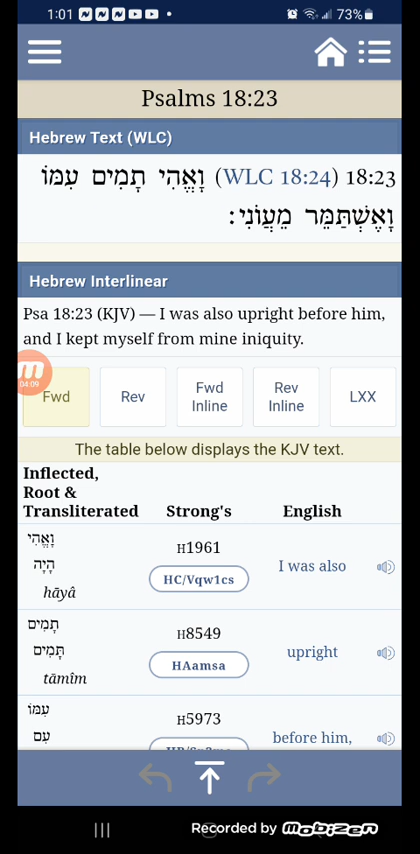 1:01
73%
Psalms 18:23
Hebrew Text (WLC)
18:23 (WLC 18:24) וָאֱהִי תָמִים עִמּוֹ
וָאֶשְׁתַּמֵּר מֵעֲוֺנִי׃
Hebrew Interlinear
Psa 18:23 (KJV) — I was also upright before him,
and I kept myself from mine iniquity.
04:09
Fwd
Rev
Fwd
Inline
Rev
Inline
LXX
The table below displays the KJV text.
Inflected,
Root &
Transliterated
Strong's
English
וָאֱהִי
הָיָה
hāyâ
H1961
HC/Vqw1cs
I was also
תָמִים
תָּמִים
tāmîm
H8549
HAamsa
upright
עִמּוֹ
עִם
H5973
before him,
Recorded by mobizen